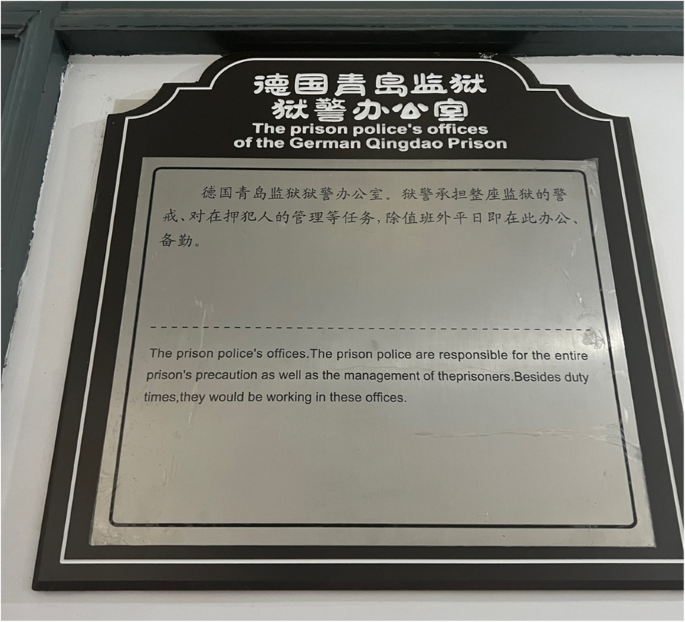 德国青岛监狱
狱警办公室
The prison police's offices
of the German Qingdao Prison
德国青岛监狱狱警办公室。狱警承担整座监狱的警
戒、对在押犯人的管理等任务,除值班外平日即在此办公、
备勤。
The prison police's offices.The prison police are responsible for the entire
prison's precaution as well as the management of theprisoners.Besides duty
times,they would be working in these offices.